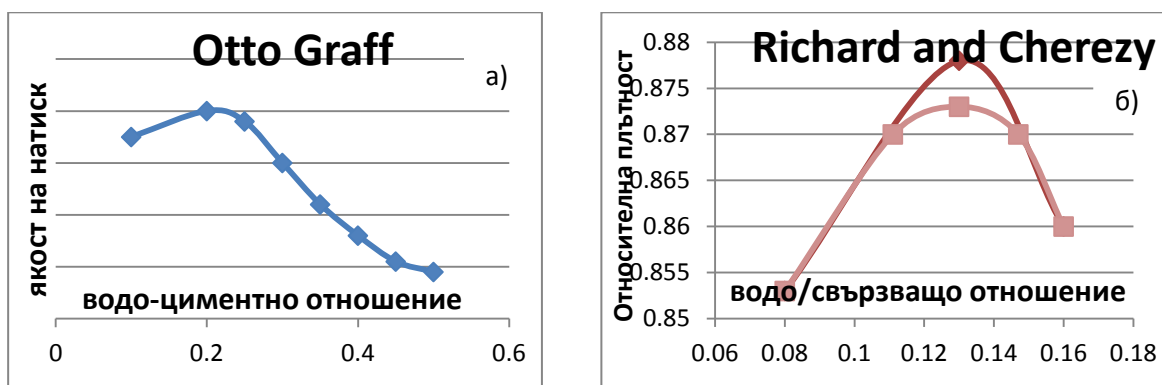 Otto Graff
а)
якост на натиск
водо-циментно отношение
0 0.2 0.4 0.6
Richard and Cherezy
б)
Относителна плътност
0.88
0.875
0.87
0.865
0.86
0.855
0.85
водо/свързващо отношение
0.06 0.08 0.1 0.12 0.14 0.16 0.18